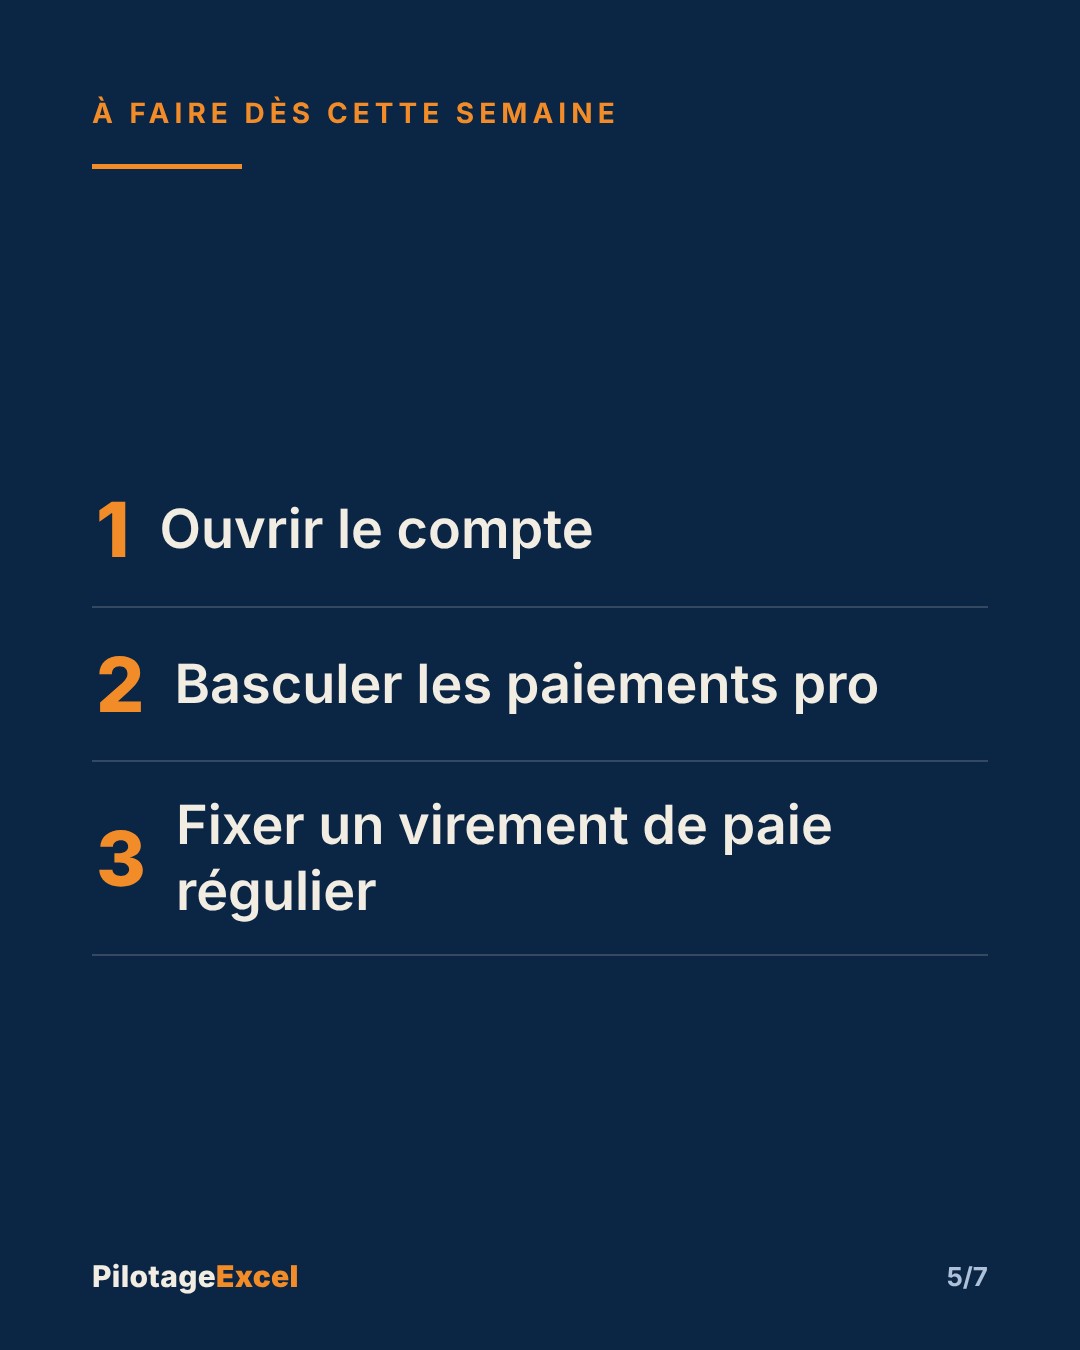 À FAIRE DÈS CETTE SEMAINE
1 Ouvrir le compte
2 Basculer les paiements pro
3 Fixer un virement de paie
régulier
PilotageExcel
5/7